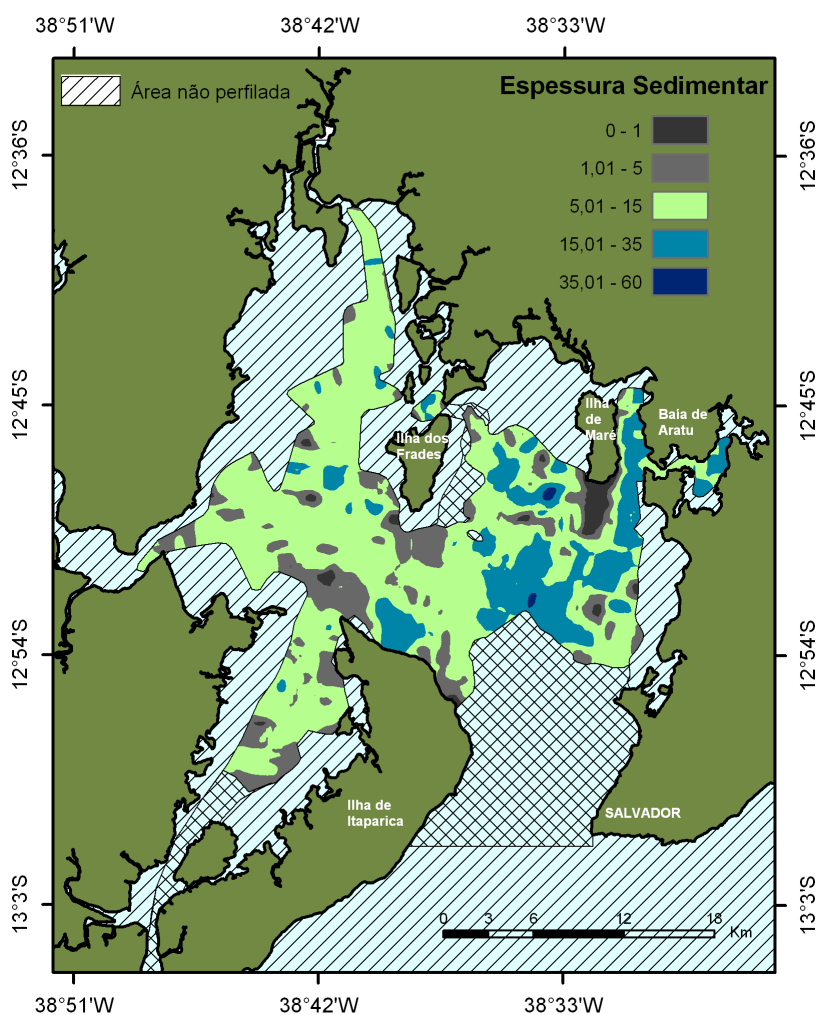 38°51'W
38°42'W
38°33'W
Área não perfilada
Espessura Sedimentar
0 - 1
1,01 - 5
5,01 - 15
15,01 - 35
35,01 - 60
12°36'S
12°36'S
12°45'S
12°45'S
Ilha
de
Maré
Baia de
Aratu
Ilha dos
Frades
12°54'S
12°54'S
Ilha de
Itaparica
SALVADOR
13°3'S
13°3'S
0 3 6 12 18
Km
38°51'W
38°42'W
38°33'W